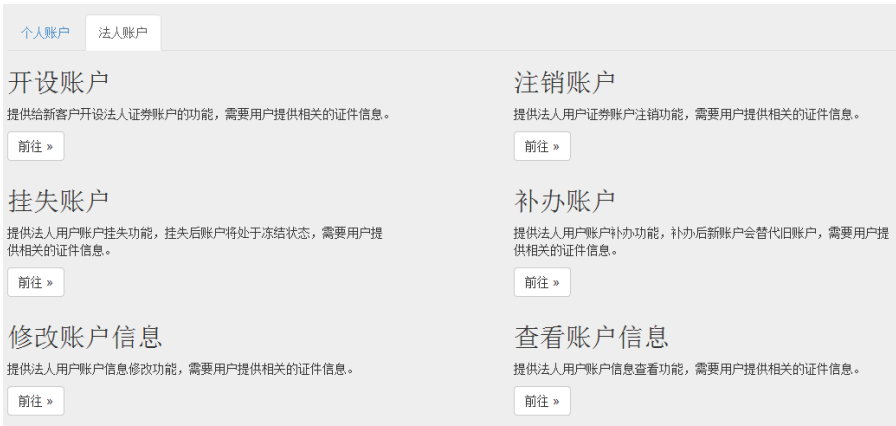 个人账户
法人账户
开设账户
提供给新客户开设法人证券账户的功能，需要用户提供相关的证件信息。
前往 »
注销账户
提供法人用户证券账户注销功能，需要用户提供相关的证件信息。
前往 »
挂失账户
提供法人用户账户挂失功能，挂失后账户将处于冻结状态，需要用户提
供相关的证件信息。
前往 »
补办账户
提供法人用户账户补办功能，补办后新账户会替代旧账户，需要用户提
供相关的证件信息。
前往 »
修改账户信息
提供法人用户账户信息修改功能，需要用户提供相关的证件信息。
前往 »
查看账户信息
提供法人用户账户信息查看功能，需要用户提供相关的证件信息。
前往 »